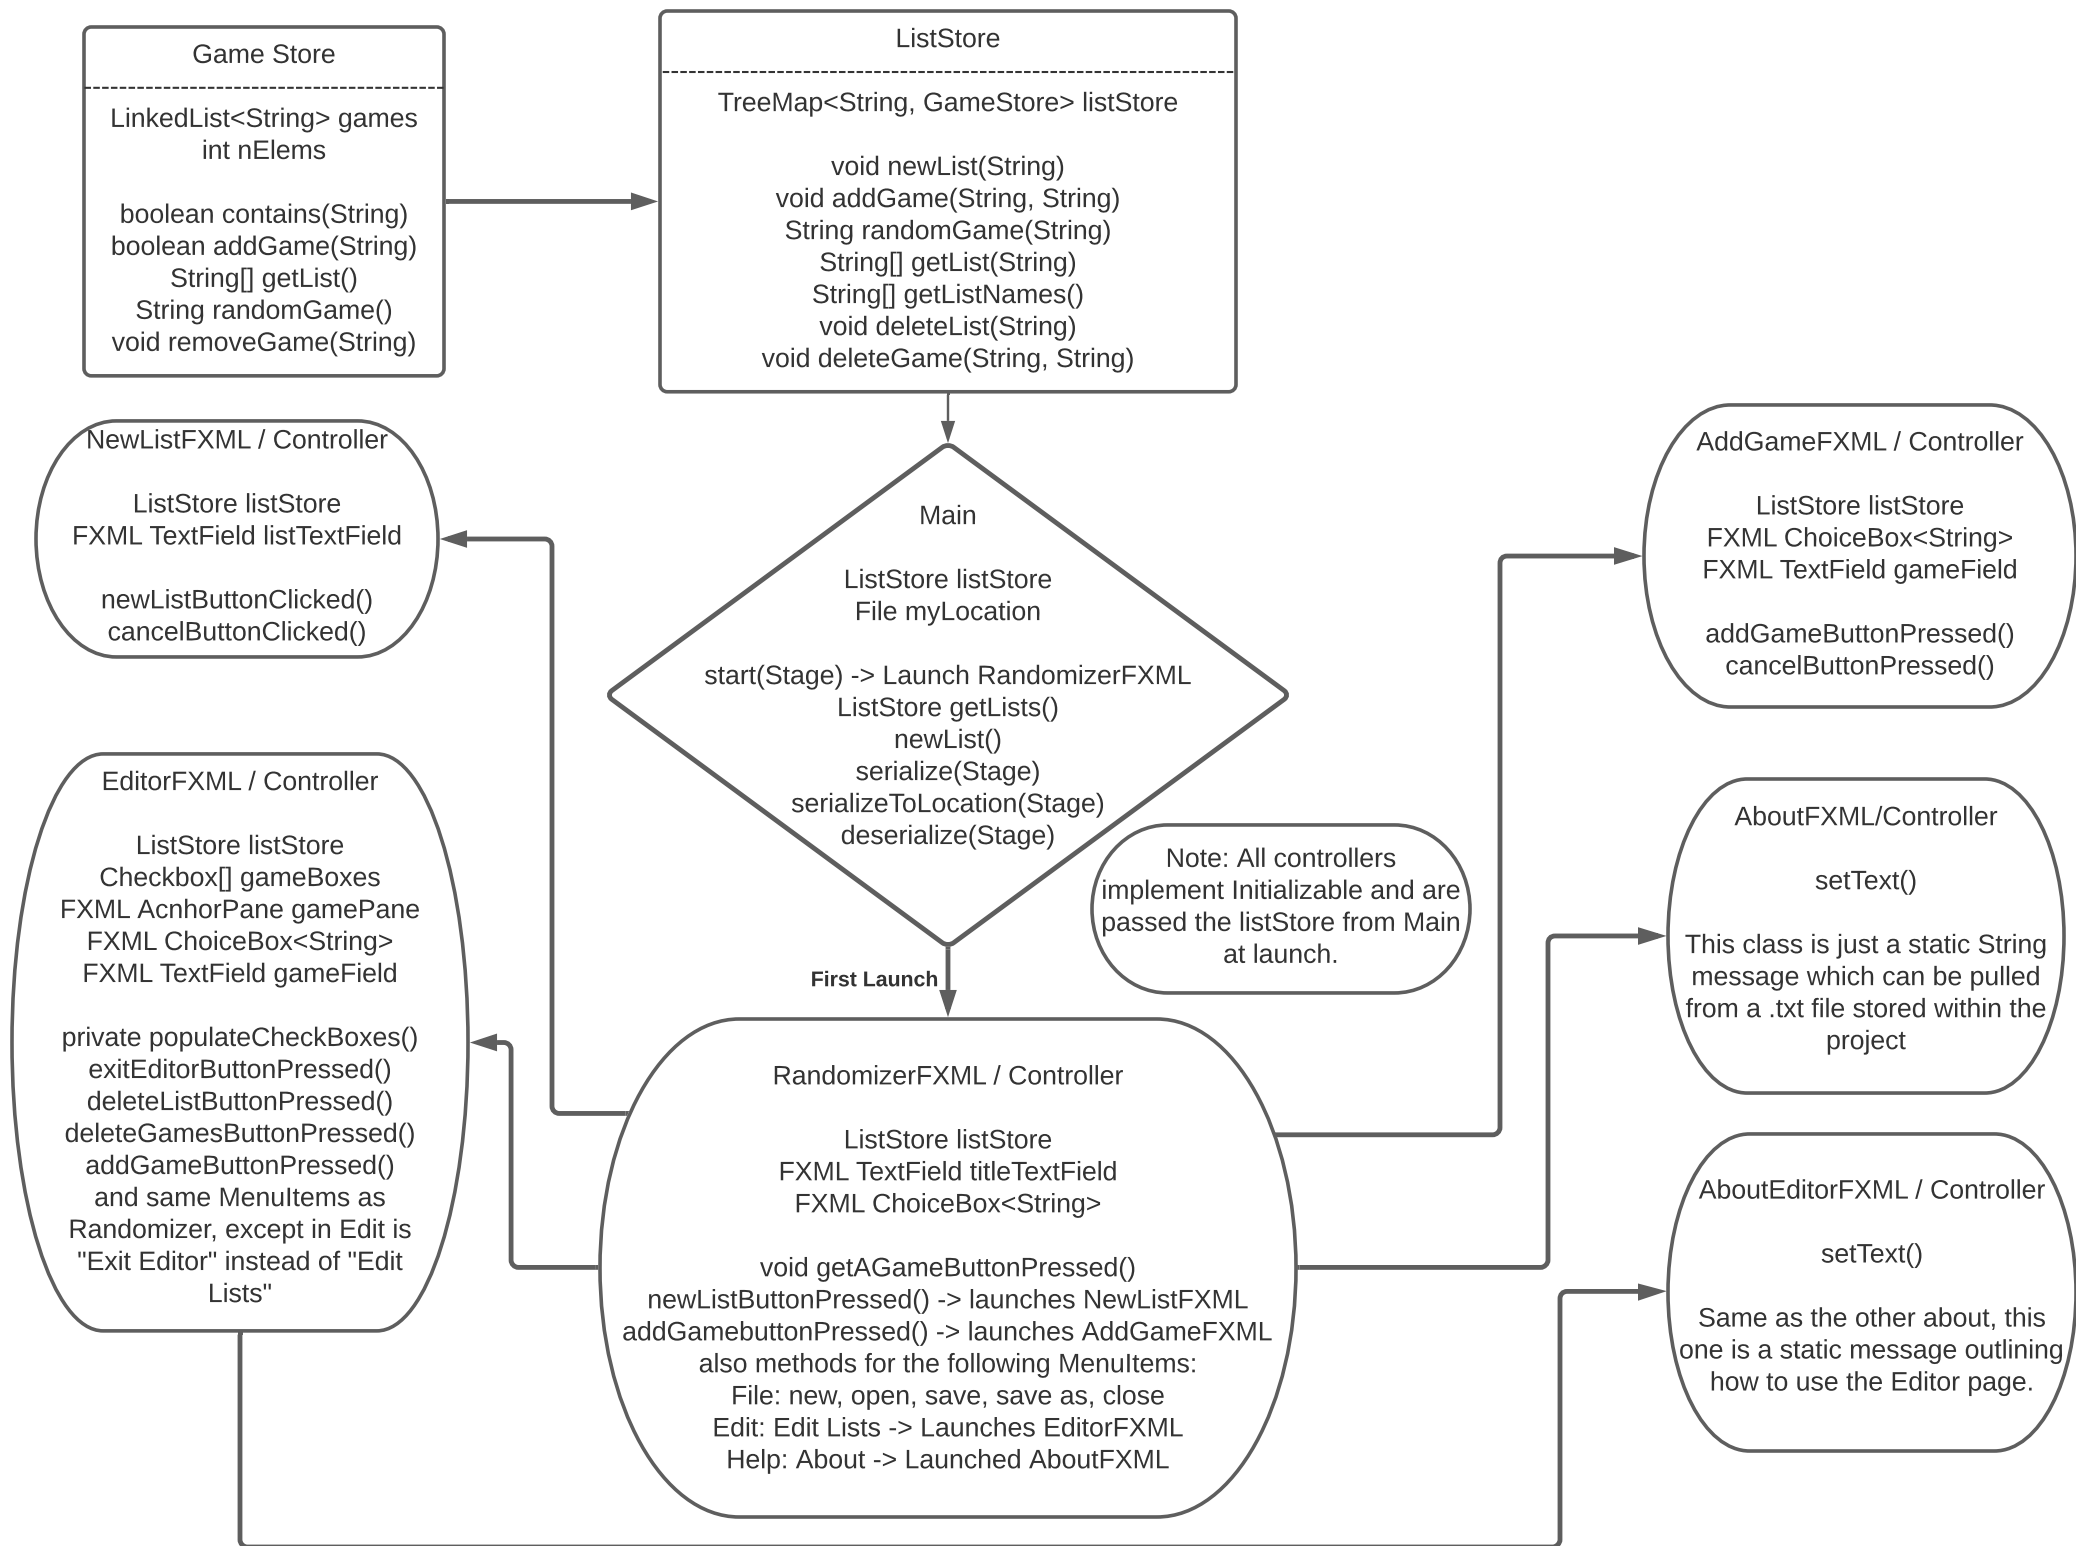 Game Store
LinkedList<String> games
int nElems
boolean contains(String)
boolean addGame(String)
String[] getList()
String randomGame()
void removeGame(String)
ListStore
TreeMap<String, GameStore> listStore
void newList(String)
void addGame(String, String)
String randomGame(String)
String[] getList(String)
String[] getListNames()
void deleteList(String)
void deleteGame(String, String)
NewListFXML / Controller
ListStore listStore
FXML TextField listTextField
newListButtonClicked()
cancelButtonClicked()
Main
ListStore listStore
File myLocation
start(Stage) -> Launch RandomizerFXML
ListStore getLists()
newList()
serialize(Stage)
serializeToLocation(Stage)
deserialize(Stage)
AddGameFXML / Controller
ListStore listStore
FXML ChoiceBox<String>
FXML TextField gameField
addGameButtonPressed()
cancelButtonPressed()
EditorFXML / Controller
ListStore listStore
Checkbox[] gameBoxes
FXML AcnhorPane gamePane
FXML ChoiceBox<String>
FXML TextField gameField
private populateCheckBoxes()
exitEditorButtonPressed()
deleteListButtonPressed()
deleteGamesButtonPressed()
addGameButtonPressed()
and same MenuItems as
Randomizer, except in Edit is
"Exit Editor" instead of "Edit
Lists"
Note: All controllers
implement Initializable and are
passed the listStore from Main
at launch.
First Launch
AboutFXML/Controller
setText()
This class is just a static String
message which can be pulled
from a .txt file stored within the
project
RandomizerFXML / Controller
ListStore listStore
FXML TextField titleTextField
FXML ChoiceBox<String>
void getAGameButtonPressed()
newListButtonPressed() -> launches NewListFXML
addGamebuttonPressed() -> launches AddGameFXML
also methods for the following MenuItems:
File: new, open, save, save as, close
Edit: Edit Lists -> Launches EditorFXML
Help: About -> Launched AboutFXML
AboutEditorFXML / Controller
setText()
Same as the other about, this
one is a static message outlining
how to use the Editor page.